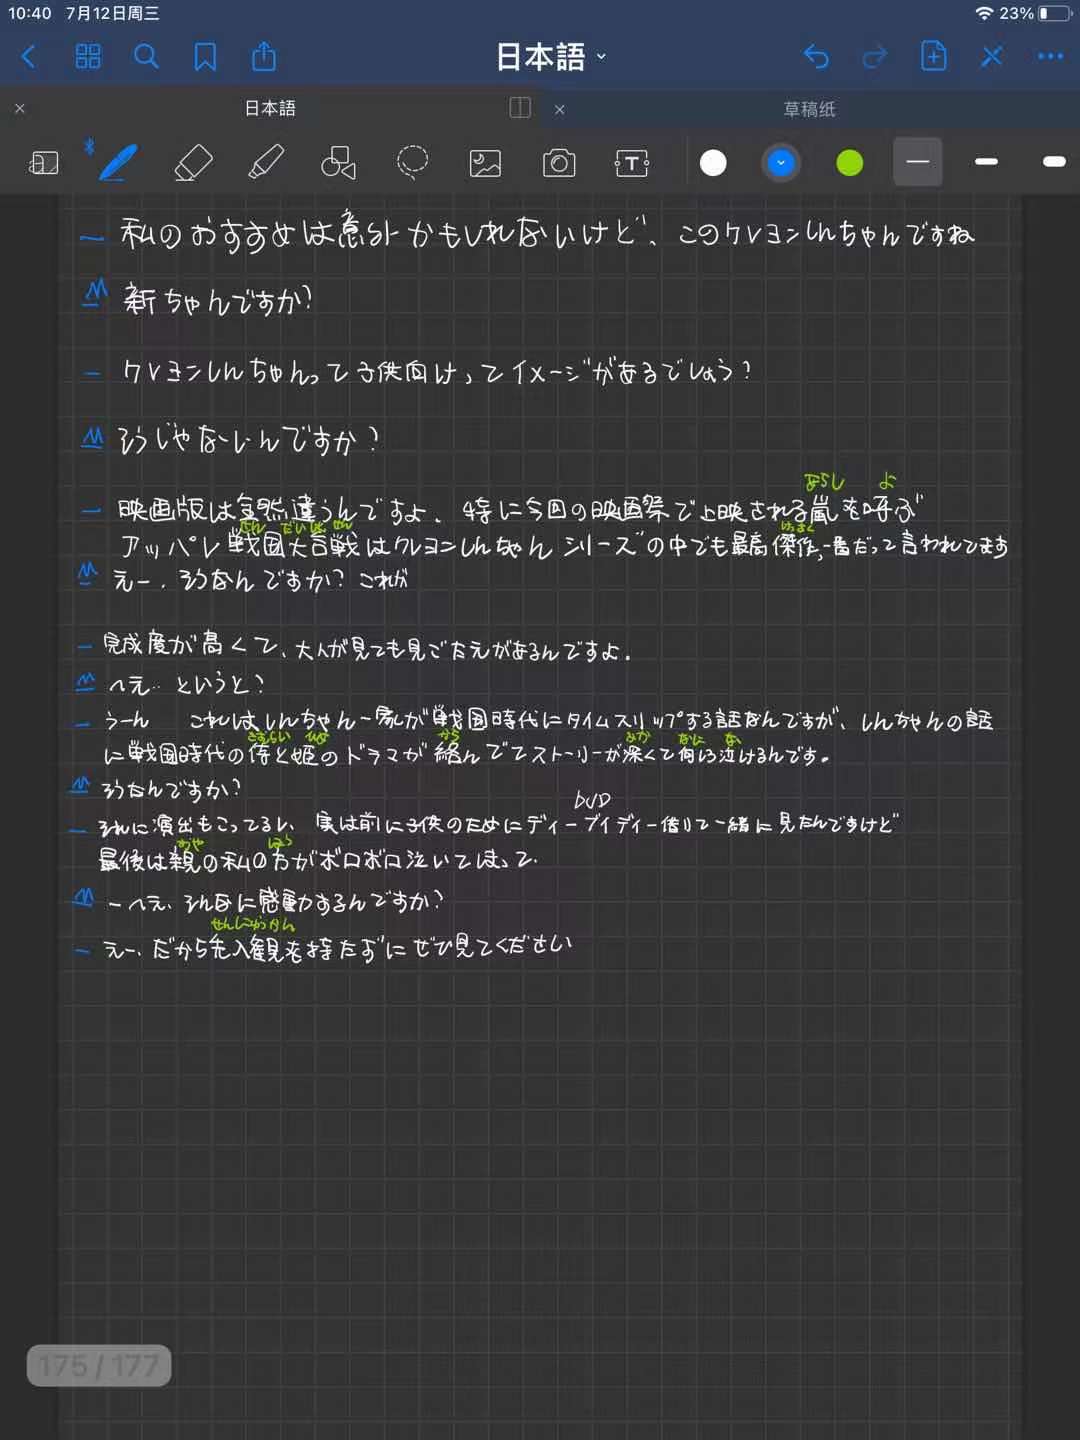 10:40 7月12日周三 23%
日本語
日本語 草稿纸
一 私のおすすめは意外かもしれないけど、このクレヨンしんちゃんですね
M 新ちゃんですか?
一 クレヨンしんちゃんって子供向けってイメージがあるでしょう?
M そうじゃないんですか?
あらし よ
一 映画版は全然違うんですよ、特に今回の映画祭で上映される嵐を呼ぶ
せん だい がっ せん けっさく
アッパレ戦国大合戦はクレヨンしんちゃんシリーズの中でも最高傑作、一番だって言われてます
M えー、そうなんですか?これが
一 完成度が高くて、大人が見ても見ごたえがあるんですよ.
M へえ‥というと?
一 うーん これはしんちゃん一家が戦国時代にタイムスリップする話なんですが、しんちゃんの話
さむらい ひめ から ふか なに な
に戦国時代の侍と姫のドラマが絡んでてストーリーが深くて何しろ泣けるんです。
M そうなんですか?
DVD
一 それに演出もこってるし、実は前に子供のためにディーブイディー借りて一緒に見たんですけど
おや ほう
最後は親の私の方がボロボロ泣いてしまって.
M ーへえ、そんなに感動するんですか?
せんにゅうかん
一 えー、だから先入観を持たずにぜひ見てください
175 / 177